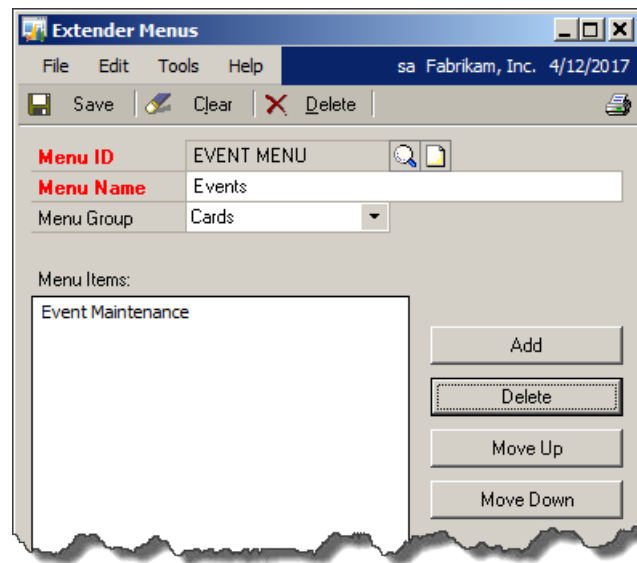 Extender Menus
File Edit Tools Help sa Fabrikam, Inc. 4/12/2017
Save Clear Delete
Menu ID EVENT MENU
Menu Name Events
Menu Group Cards
Menu Items:
Event Maintenance
Add
Delete
Move Up
Move Down